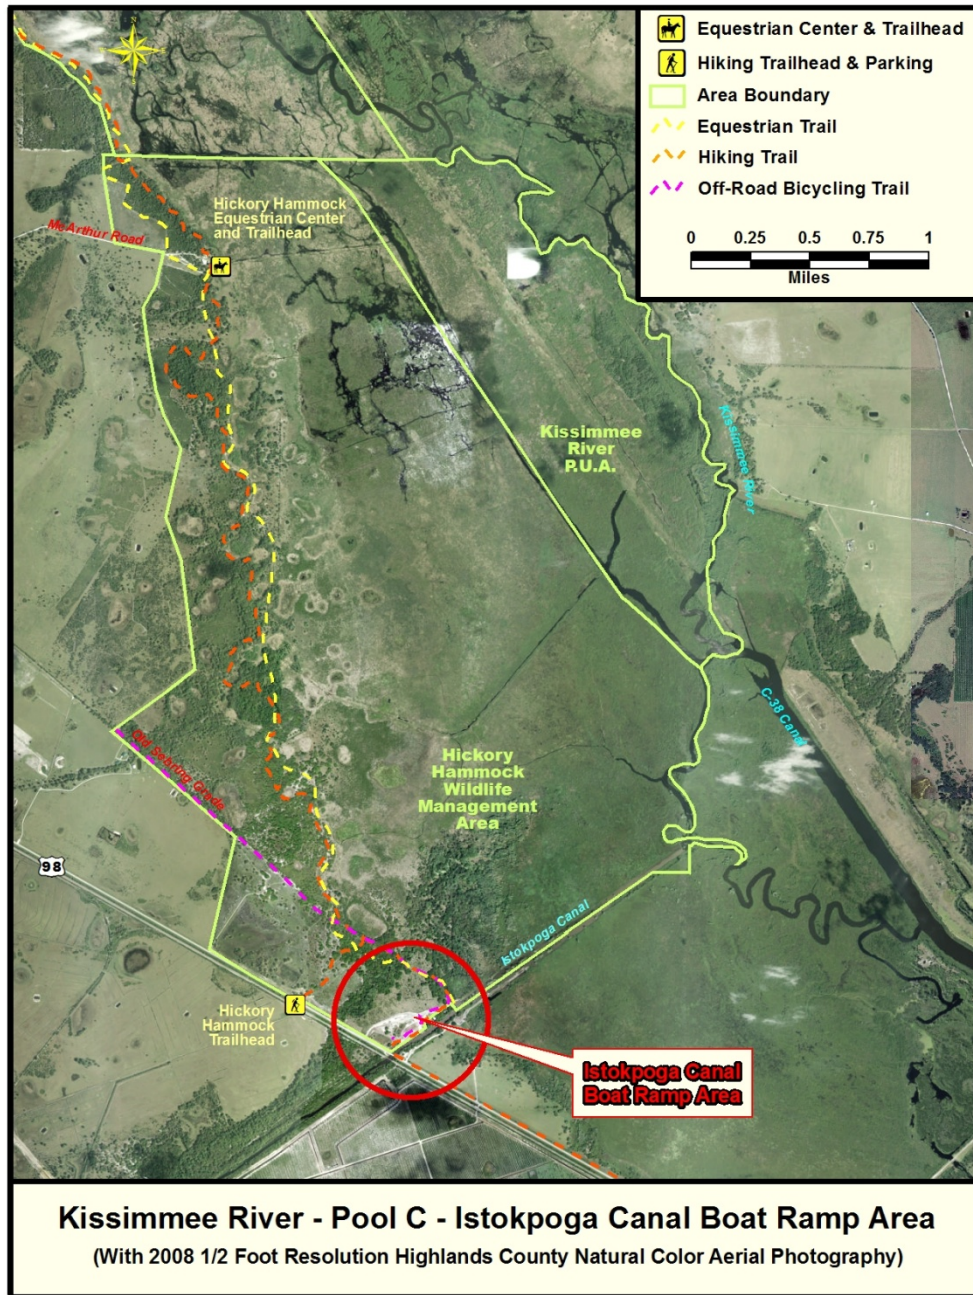 N
S
Equestrian Center & Trailhead
Hiking Trailhead & Parking
Area Boundary
Equestrian Trail
Hiking Trail
Off-Road Bicycling Trail
0 0.25 0.5 0.75 1
Miles
Hickory Hammock
Equestrian Center
and Trailhead
McArthur Road
Kissimmee
River
P.U.A.
Kissimmee River
C-38 Canal
Old Sebring Grade
Hickory
Hammock
Wildlife
Management
Area
98
Istokpoga Canal
Hickory
Hammock
Trailhead
Istokpoga Canal
Boat Ramp Area
Kissimmee River - Pool C - Istokpoga Canal Boat Ramp Area
(With 2008 1/2 Foot Resolution Highlands County Natural Color Aerial Photography)